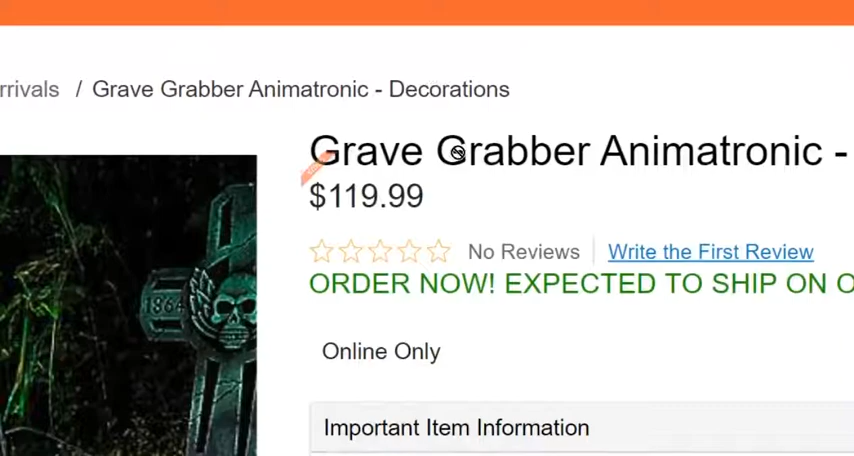 rrivals / Grave Grabber Animatronic - Decorations
Grave Grabber Animatronic -
$119.99
No Reviews Write the First Review
ORDER NOW! EXPECTED TO SHIP ON O
1864
Online Only
Important Item Information